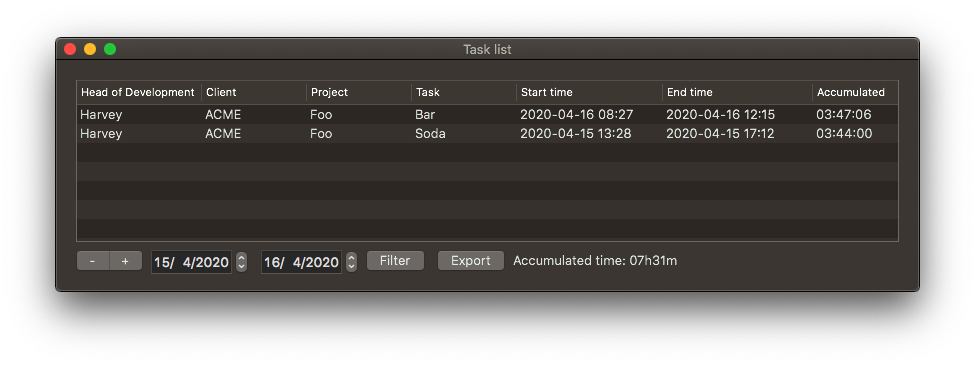 Task list
Head of Development Client Project Task Start time End time Accumulated
Harvey ACME Foo Bar 2020-04-16 08:27 2020-04-16 12:15 03:47:06
Harvey ACME Foo Soda 2020-04-15 13:28 2020-04-15 17:12 03:44:00
- + 15/ 4/2020 16/ 4/2020 Filter Export Accumulated time: 07h31m